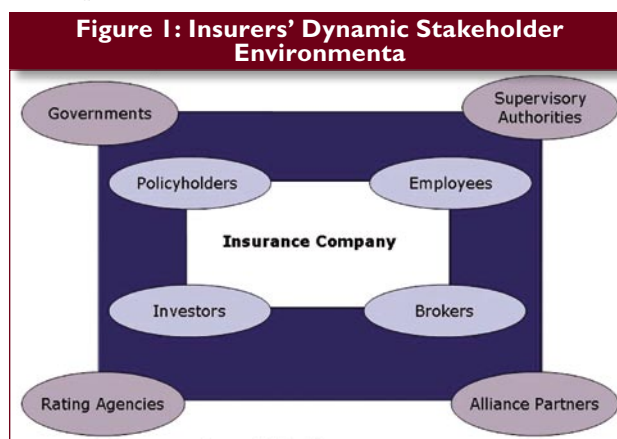 Figure 1: Insurers' Dynamic Stakeholder
Environmenta
Governments
Supervisory
Authorities
Policyholders
Employees
Insurance Company
Investors
Brokers
Rating Agencies
Alliance Partners